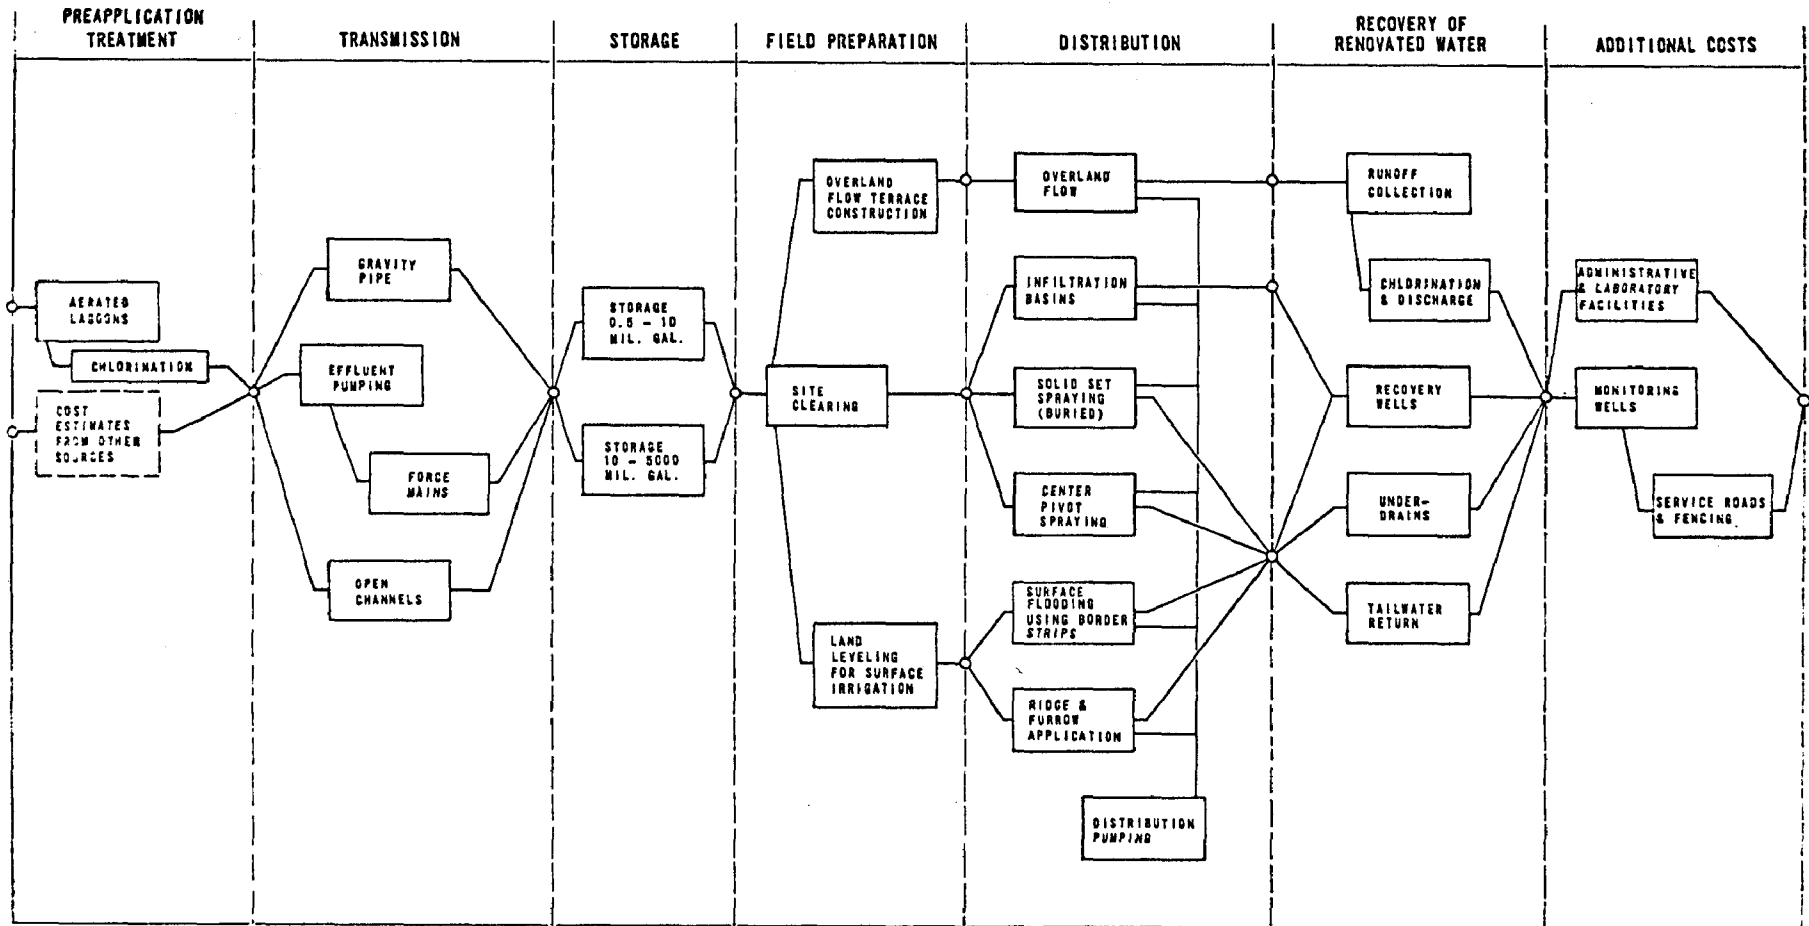 PREAPPLICATION
TREATMENT
TRANSMISSION
STORAGE
FIELD PREPARATION
DISTRIBUTION
RECOVERY OF
RENOVATED WATER
ADDITIONAL COSTS
AERATED
LAGOONS
CHLORINATION
COST
ESTIMATES
FROM OTHER
SOURCES
GRAVITY
PIPE
EFFLUENT
PUMPING
FORCE
MAINS
OPEN
CHANNELS
STORAGE
0.5 - 10
MIL. GAL.
STORAGE
10 - 5000
MIL. GAL.
OVERLAND
FLOW TERRACE
CONSTRUCTION
SITE
CLEARING
LAND
LEVELING
FOR SURFACE
IRRIGATION
OVERLAND
FLOW
INFILTRATION
BASINS
SOLID SET
SPRAYING
(BURIED)
CENTER
PIVOT
SPRAYING
SURFACE
FLOODING
USING BORDER
STRIPS
RIDGE &
FURROW
APPLICATION
DISTRIBUTION
PUMPING
RUNOFF
COLLECTION
CHLORINATION
& DISCHARGE
RECOVERY
WELLS
UNDER-
DRAINS
TAILWATER
RETURN
ADMINISTRATIVE
& LABORATORY
FACILITIES
MONITORING
WELLS
SERVICE ROADS
& FENCING